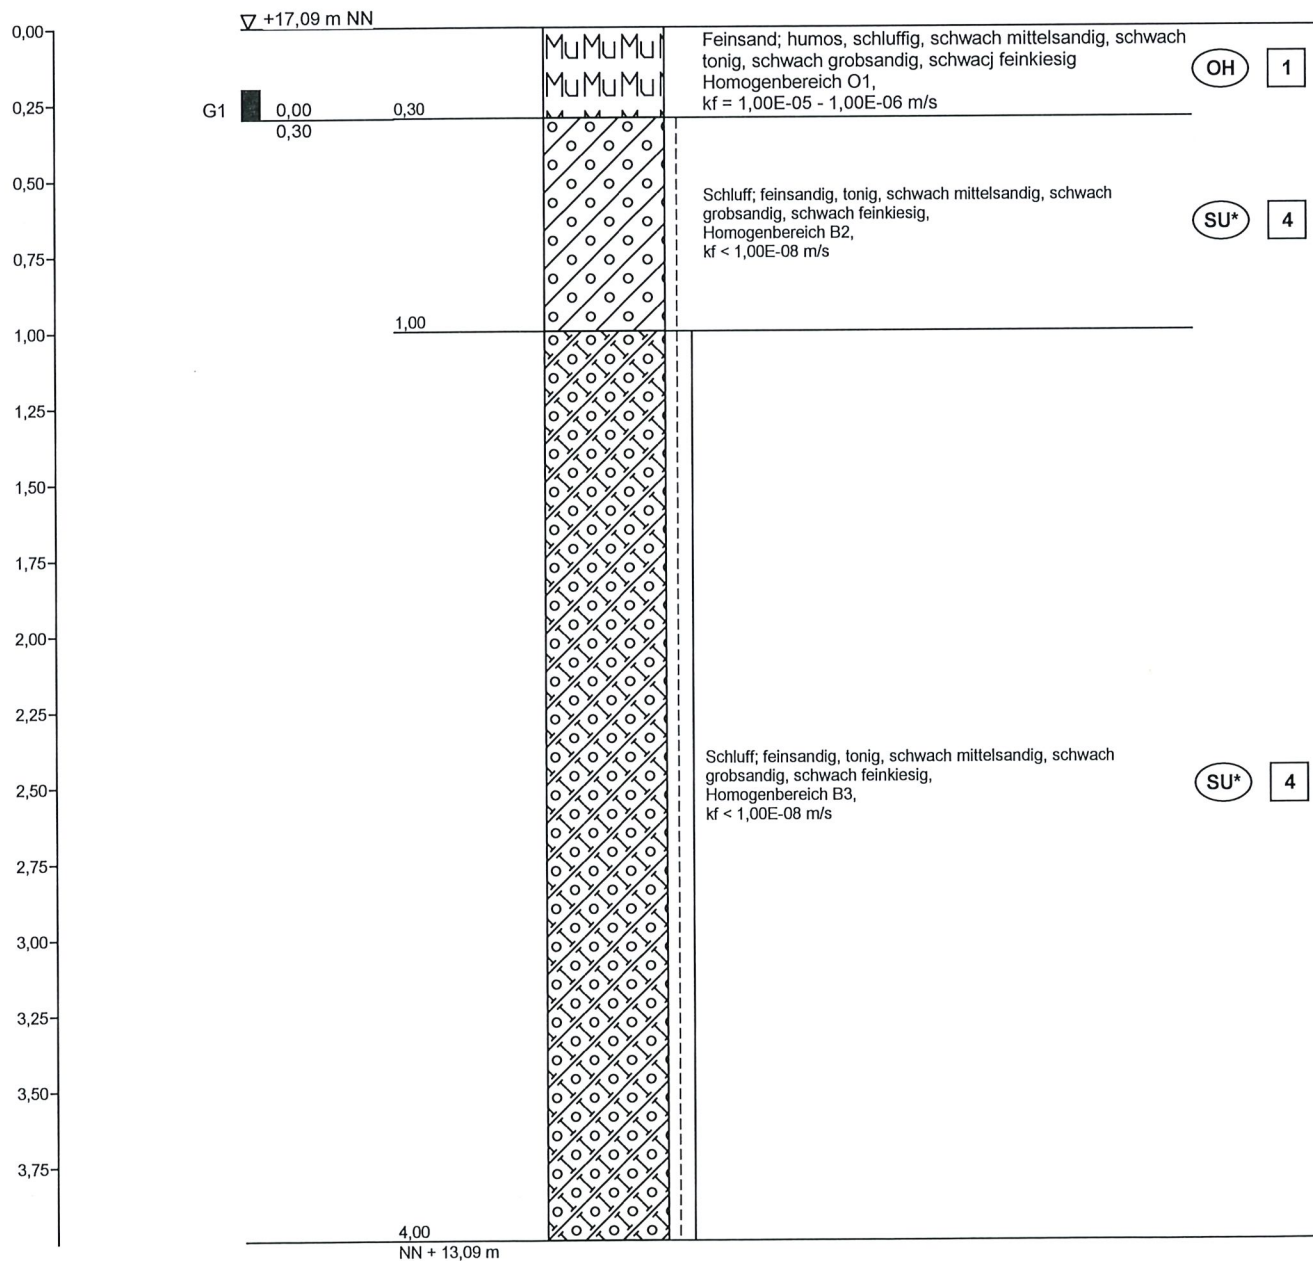 +17,09 m NN
0,00
Feinsand; humos, schluffig, schwach mittelsandig, schwach
tonig, schwach grobsandig, schwacj feinkiesig
Homogenbereich O1,
kf = 1,00E-05 - 1,00E-06 m/s
OH 1
MuMuMu
MuMuMu
0,25
G1 0,00
0,30
0,30
0,50
Schluff; feinsandig, tonig, schwach mittelsandig, schwach
grobsandig, schwach feinkiesig,
Homogenbereich B2,
kf < 1,00E-08 m/s
SU* 4
0,75
1,00
1,00
1,25
1,50
1,75
2,00
2,25
2,50
Schluff; feinsandig, tonig, schwach mittelsandig, schwach
grobsandig, schwach feinkiesig,
Homogenbereich B3,
kf < 1,00E-08 m/s
SU* 4
2,75
3,00
3,25
3,50
3,75
4,00
NN + 13,09 m